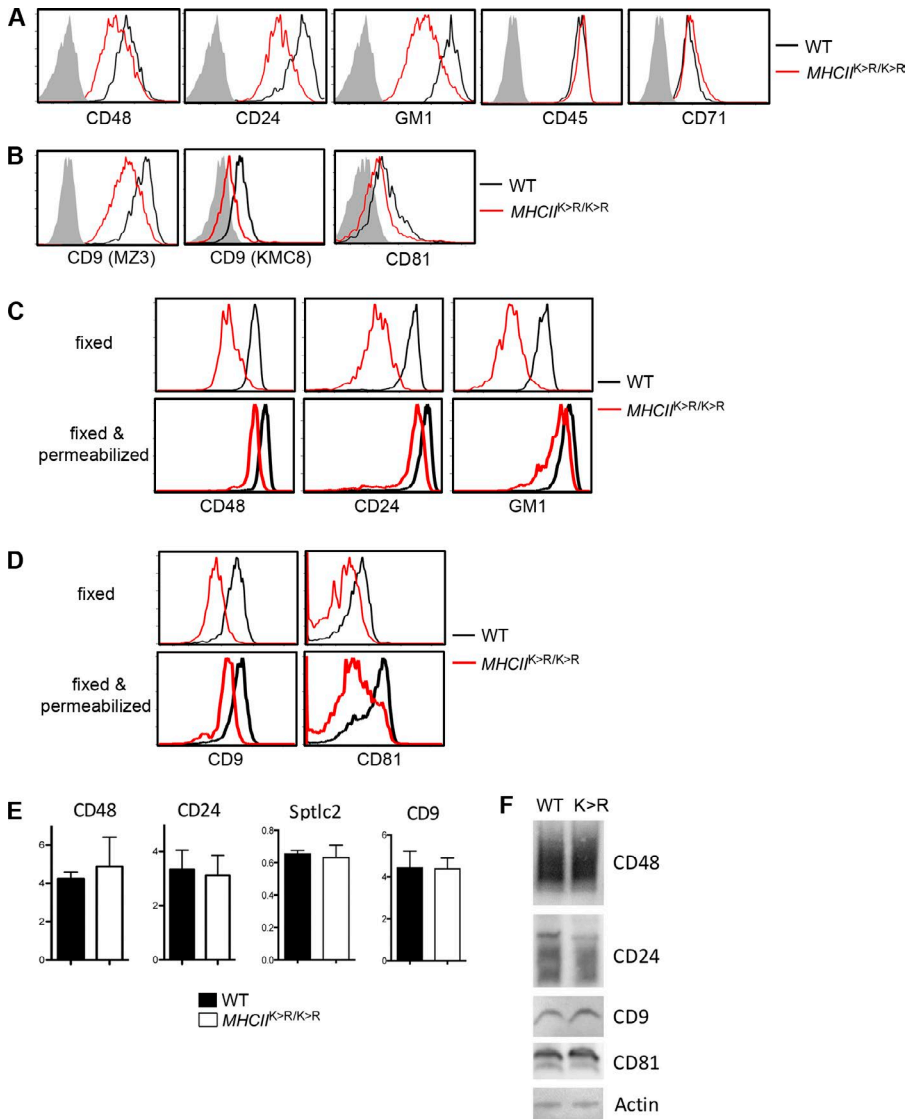 A
CD48
CD24
GM1
CD45
CD71
WT
MHCII^K>R/K>R
B
CD9 (MZ3)
CD9 (KMC8)
CD81
WT
MHCII^K>R/K>R
C
fixed
fixed &
permeabilized
CD48
CD24
GM1
WT
MHCII^K>R/K>R
D
fixed
fixed &
permeabilized
CD9
CD81
WT
MHCII^K>R/K>R
E
CD48
6
4
2
0
CD24
4
2
0
Sptlc2
0.8
0.6
0.4
0.2
0.0
CD9
6
4
2
0
WT
MHCII^K>R/K>R
F
WT K>R
CD48
CD24
CD9
CD81
Actin